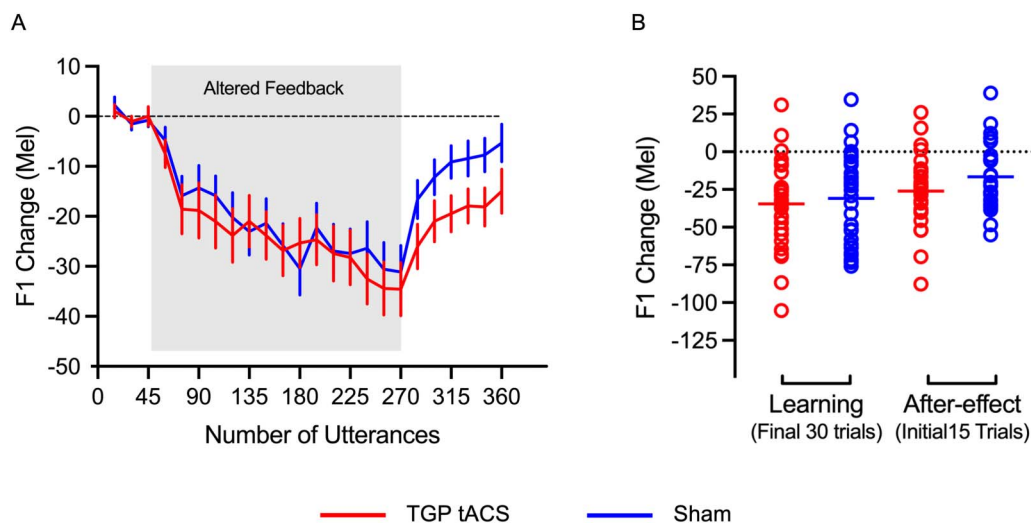 A
B
Altered Feedback
F1 Change (Mel)
10
0
-10
-20
-30
-40
-50
0 45 90 135 180 225 270 315 360
Number of Utterances
F1 Change (Mel)
50
25
0
-25
-50
-75
-100
-125
Learning
(Final 30 trials)
After-effect
(Initial15 Trials)
TGP tACS
Sham